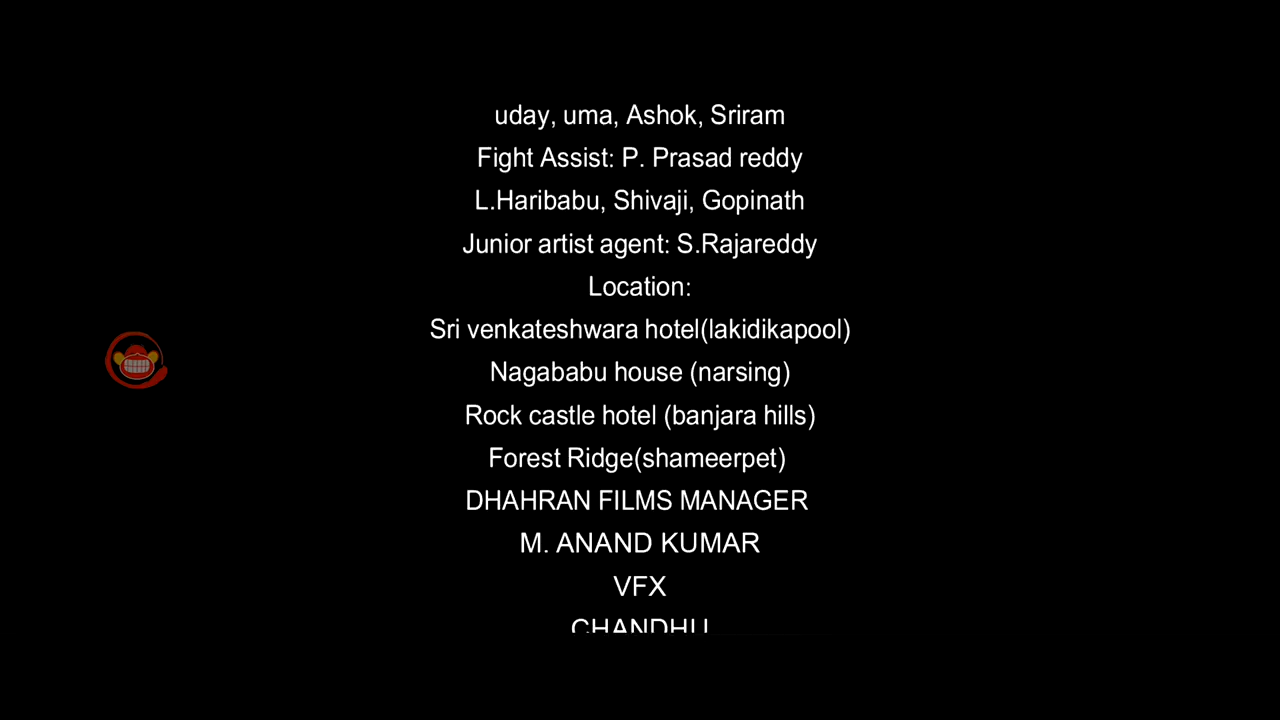 uday, uma, Ashok, Sriram
Fight Assist: P. Prasad reddy
L.Haribabu, Shivaji, Gopinath
Junior artist agent: S.Rajareddy
Location:
Sri venkateshwara hotel(lakidikapool)
Nagababu house (narsing)
Rock castle hotel (banjara hills)
Forest Ridge(shameerpet)
DHAHRAN FILMS MANAGER
M. ANAND KUMAR
VFX
CHANDHU